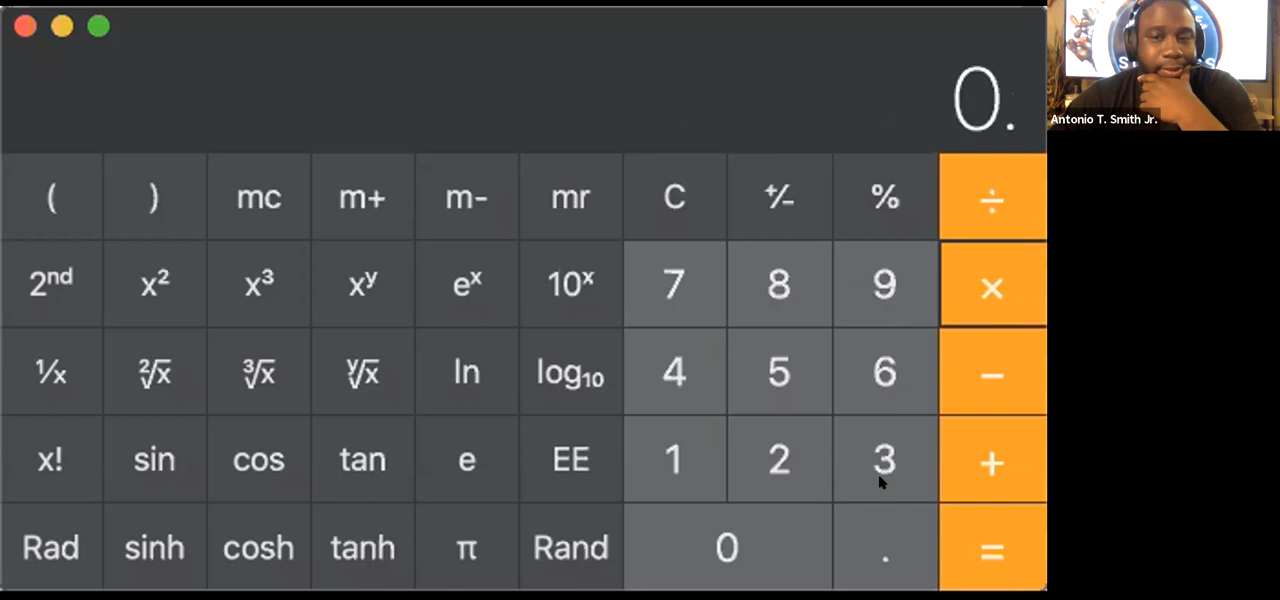 0.
( ) mc m+ m- mr C +/- % ÷
2nd x² x³ xʸ eˣ 10ˣ 7 8 9 ×
¹/x ²√x ³√x ʸ√x ln log₁₀ 4 5 6 −
x! sin cos tan e EE 1 2 3 +
Rad sinh cosh tanh π Rand 0 . =
Antonio T. Smith Jr.